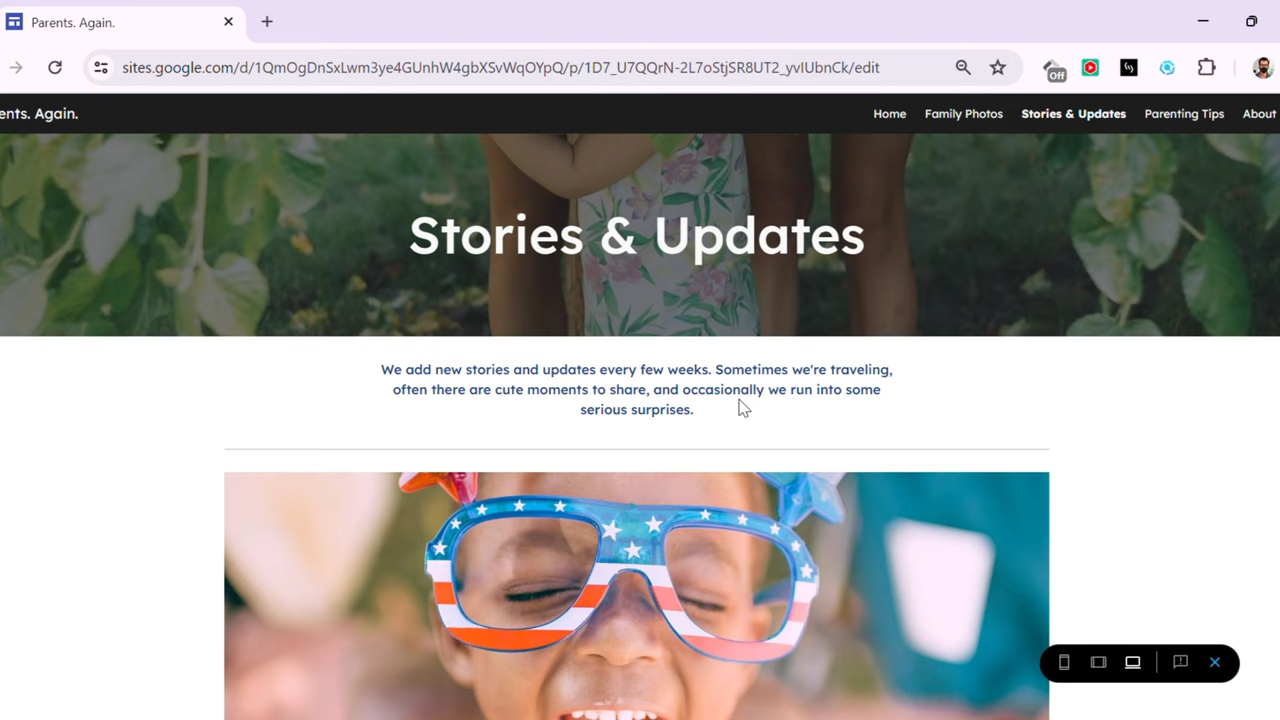 Parents. Again.
sites.google.com/d/1QmOgDnSxLwm3ye4GUnhW4gbXSvWqOYpQ/p/1D7_U7QQrN-2L7oStjSR8UT2_yvIUbnCk/edit
Off
ents. Again.
Home Family Photos Stories & Updates Parenting Tips About
Stories & Updates
We add new stories and updates every few weeks. Sometimes we're traveling,
often there are cute moments to share, and occasionally we run into some
serious surprises.